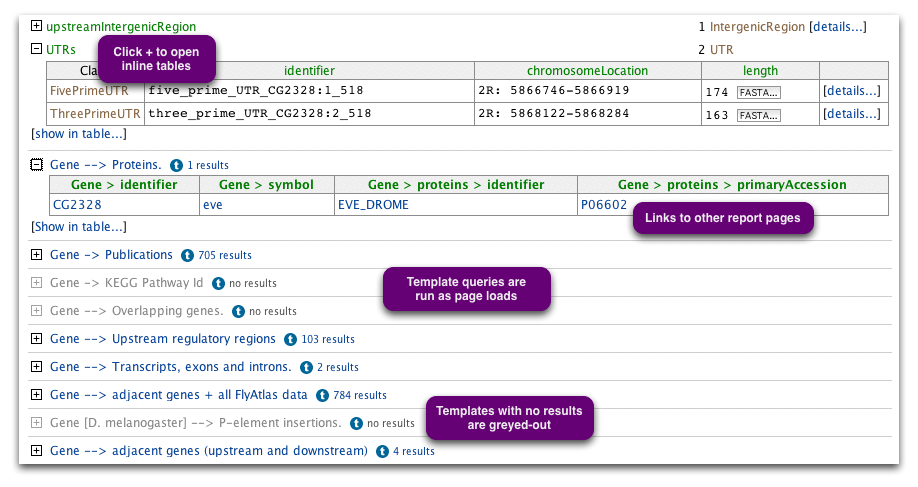 upstreamIntergenicRegion 1 IntergenicRegion [details...]
UTRs 2 UTR
Click + to open
inline tables
Cla identifier chromosomeLocation length
FivePrimeUTR five_prime_UTR_CG2328:1_518 2R: 5866746-5866919 174 FASTA... [details...]
ThreePrimeUTR three_prime_UTR_CG2328:2_518 2R: 5868122-5868284 163 FASTA... [details...]
[show in table...]
Gene --> Proteins. t 1 results
Gene > identifier Gene > symbol Gene > proteins > identifier Gene > proteins > primaryAccession
CG2328 eve EVE_DROME P06602
Links to other report pages
[Show in table...]
Gene -> Publications t 705 results
Template queries are
run as page loads
Gene -> KEGG Pathway Id t no results
Gene --> Overlapping genes. t no results
Gene --> Upstream regulatory regions t 103 results
Gene --> Transcripts, exons and introns. t 2 results
Gene --> adjacent genes + all FlyAtlas data t 784 results
Templates with no results
are greyed-out
Gene [D. melanogaster] --> P-element insertions. t no results
Gene --> adjacent genes (upstream and downstream) t 4 results